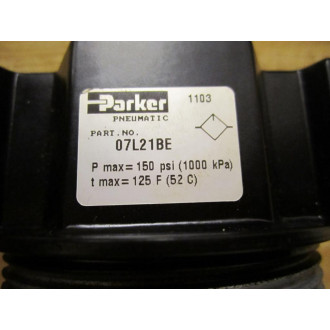 Parker 1103
PNEUMATIC
PART. NO.
07L21BE
P max = 150 psi (1000 kPa)
t max = 125 F (52 C)